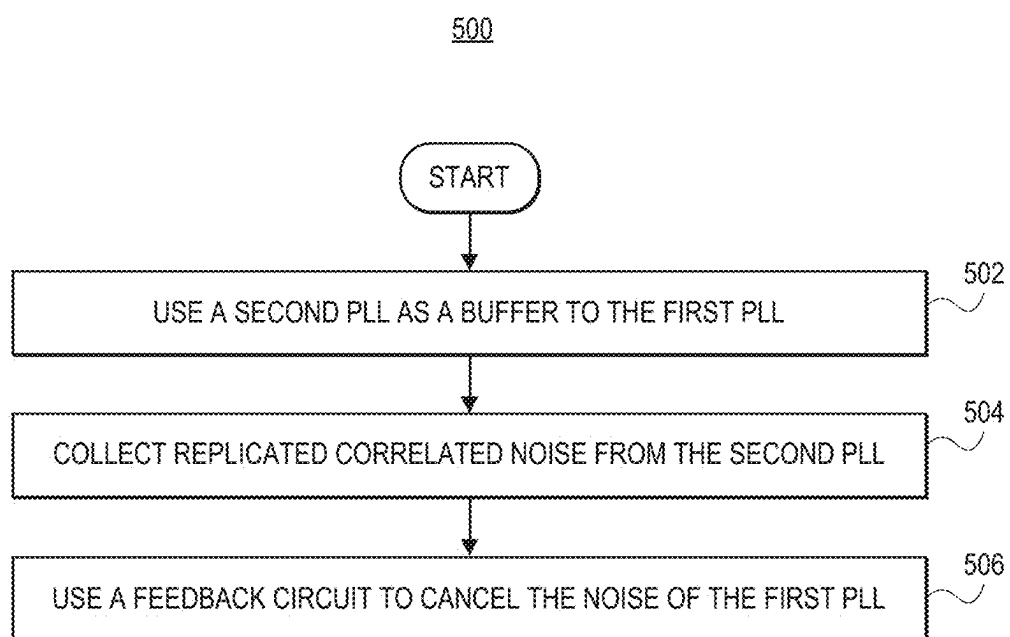 500
START
USE A SECOND PLL AS A BUFFER TO THE FIRST PLL
502
COLLECT REPLICATED CORRELATED NOISE FROM THE SECOND PLL
504
USE A FEEDBACK CIRCUIT TO CANCEL THE NOISE OF THE FIRST PLL
506